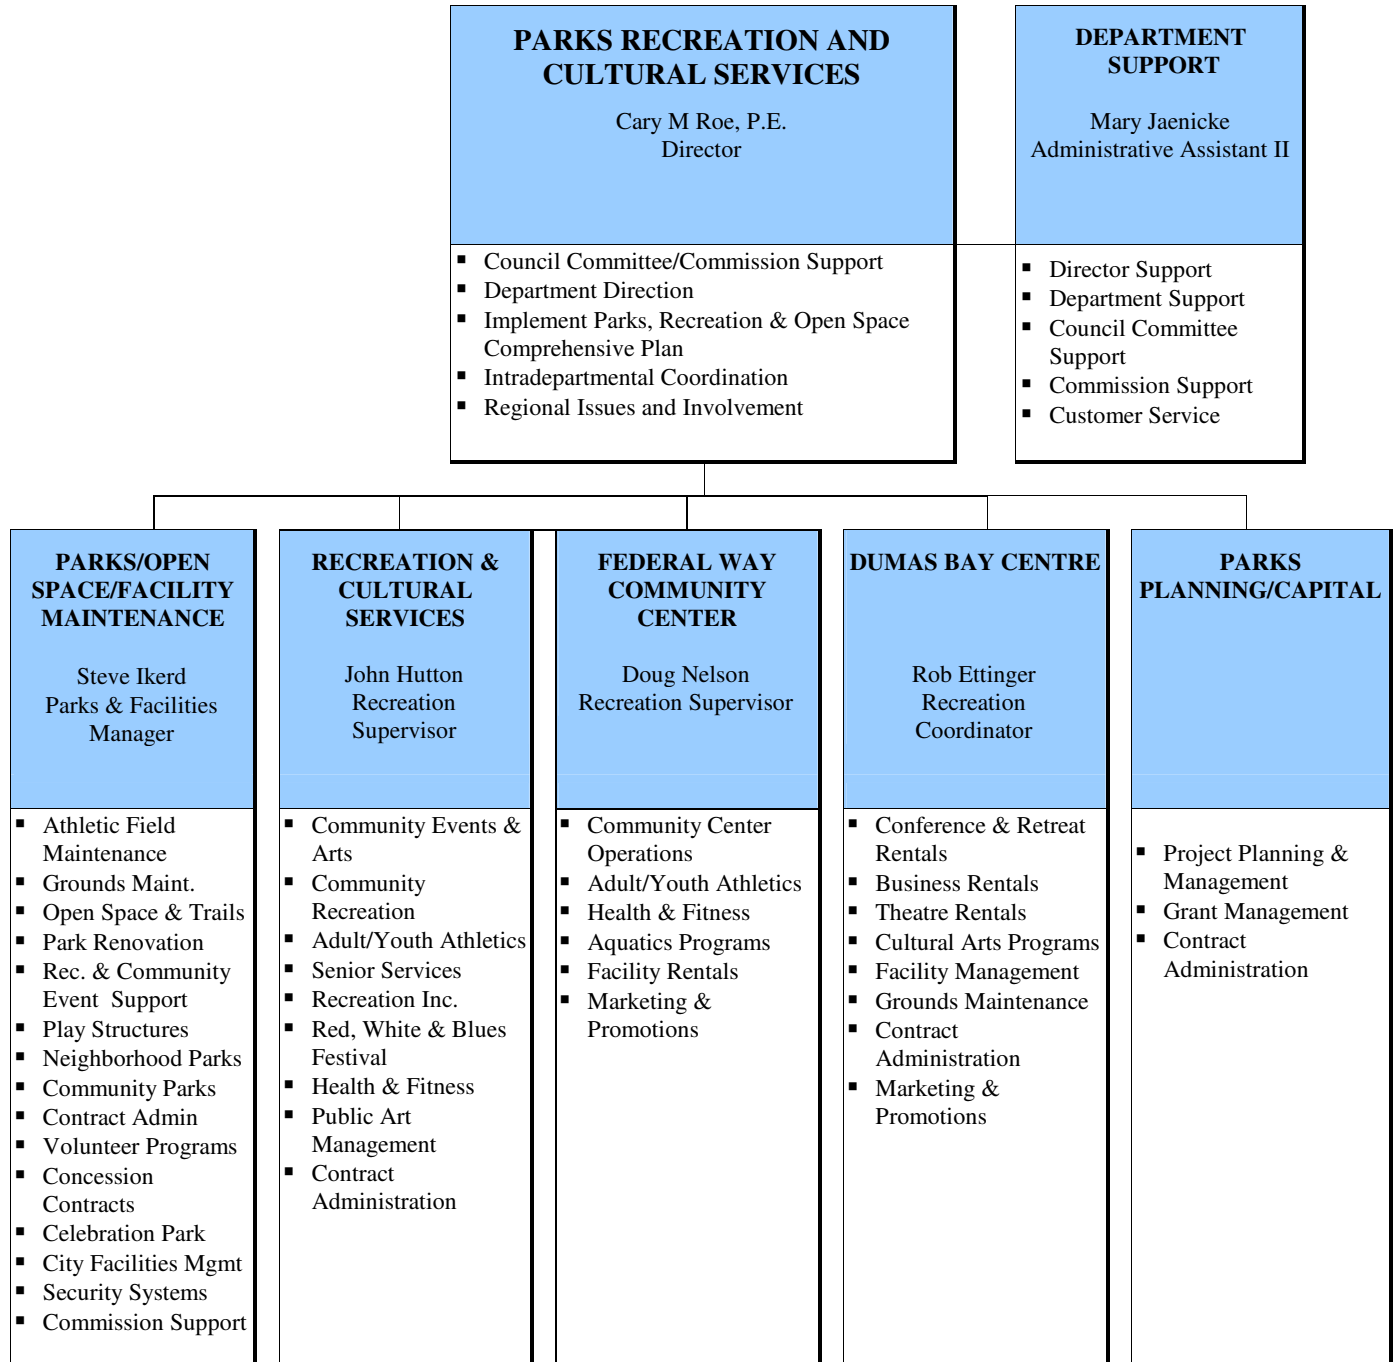 PARKS RECREATION AND
CULTURAL SERVICES
Cary M Roe, P.E.
Director
▪ Council Committee/Commission Support
▪ Department Direction
▪ Implement Parks, Recreation & Open Space
Comprehensive Plan
▪ Intradepartmental Coordination
▪ Regional Issues and Involvement
DEPARTMENT
SUPPORT
Mary Jaenicke
Administrative Assistant II
▪ Director Support
▪ Department Support
▪ Council Committee
Support
▪ Commission Support
▪ Customer Service
PARKS/OPEN
SPACE/FACILITY
MAINTENANCE
Steve Ikerd
Parks & Facilities
Manager
▪ Athletic Field
Maintenance
▪ Grounds Maint.
▪ Open Space & Trails
▪ Park Renovation
▪ Rec. & Community
Event Support
▪ Play Structures
▪ Neighborhood Parks
▪ Community Parks
▪ Contract Admin
▪ Volunteer Programs
▪ Concession
Contracts
▪ Celebration Park
▪ City Facilities Mgmt
▪ Security Systems
▪ Commission Support
RECREATION &
CULTURAL
SERVICES
John Hutton
Recreation
Supervisor
▪ Community Events &
Arts
▪ Community
Recreation
▪ Adult/Youth Athletics
▪ Senior Services
▪ Recreation Inc.
▪ Red, White & Blues
Festival
▪ Health & Fitness
▪ Public Art
Management
▪ Contract
Administration
FEDERAL WAY
COMMUNITY
CENTER
Doug Nelson
Recreation Supervisor
▪ Community Center
Operations
▪ Adult/Youth Athletics
▪ Health & Fitness
▪ Aquatics Programs
▪ Facility Rentals
▪ Marketing &
Promotions
DUMAS BAY CENTRE
Rob Ettinger
Recreation
Coordinator
▪ Conference & Retreat
Rentals
▪ Business Rentals
▪ Theatre Rentals
▪ Cultural Arts Programs
▪ Facility Management
▪ Grounds Maintenance
▪ Contract
Administration
▪ Marketing &
Promotions
PARKS
PLANNING/CAPITAL
▪ Project Planning &
Management
▪ Grant Management
▪ Contract
Administration